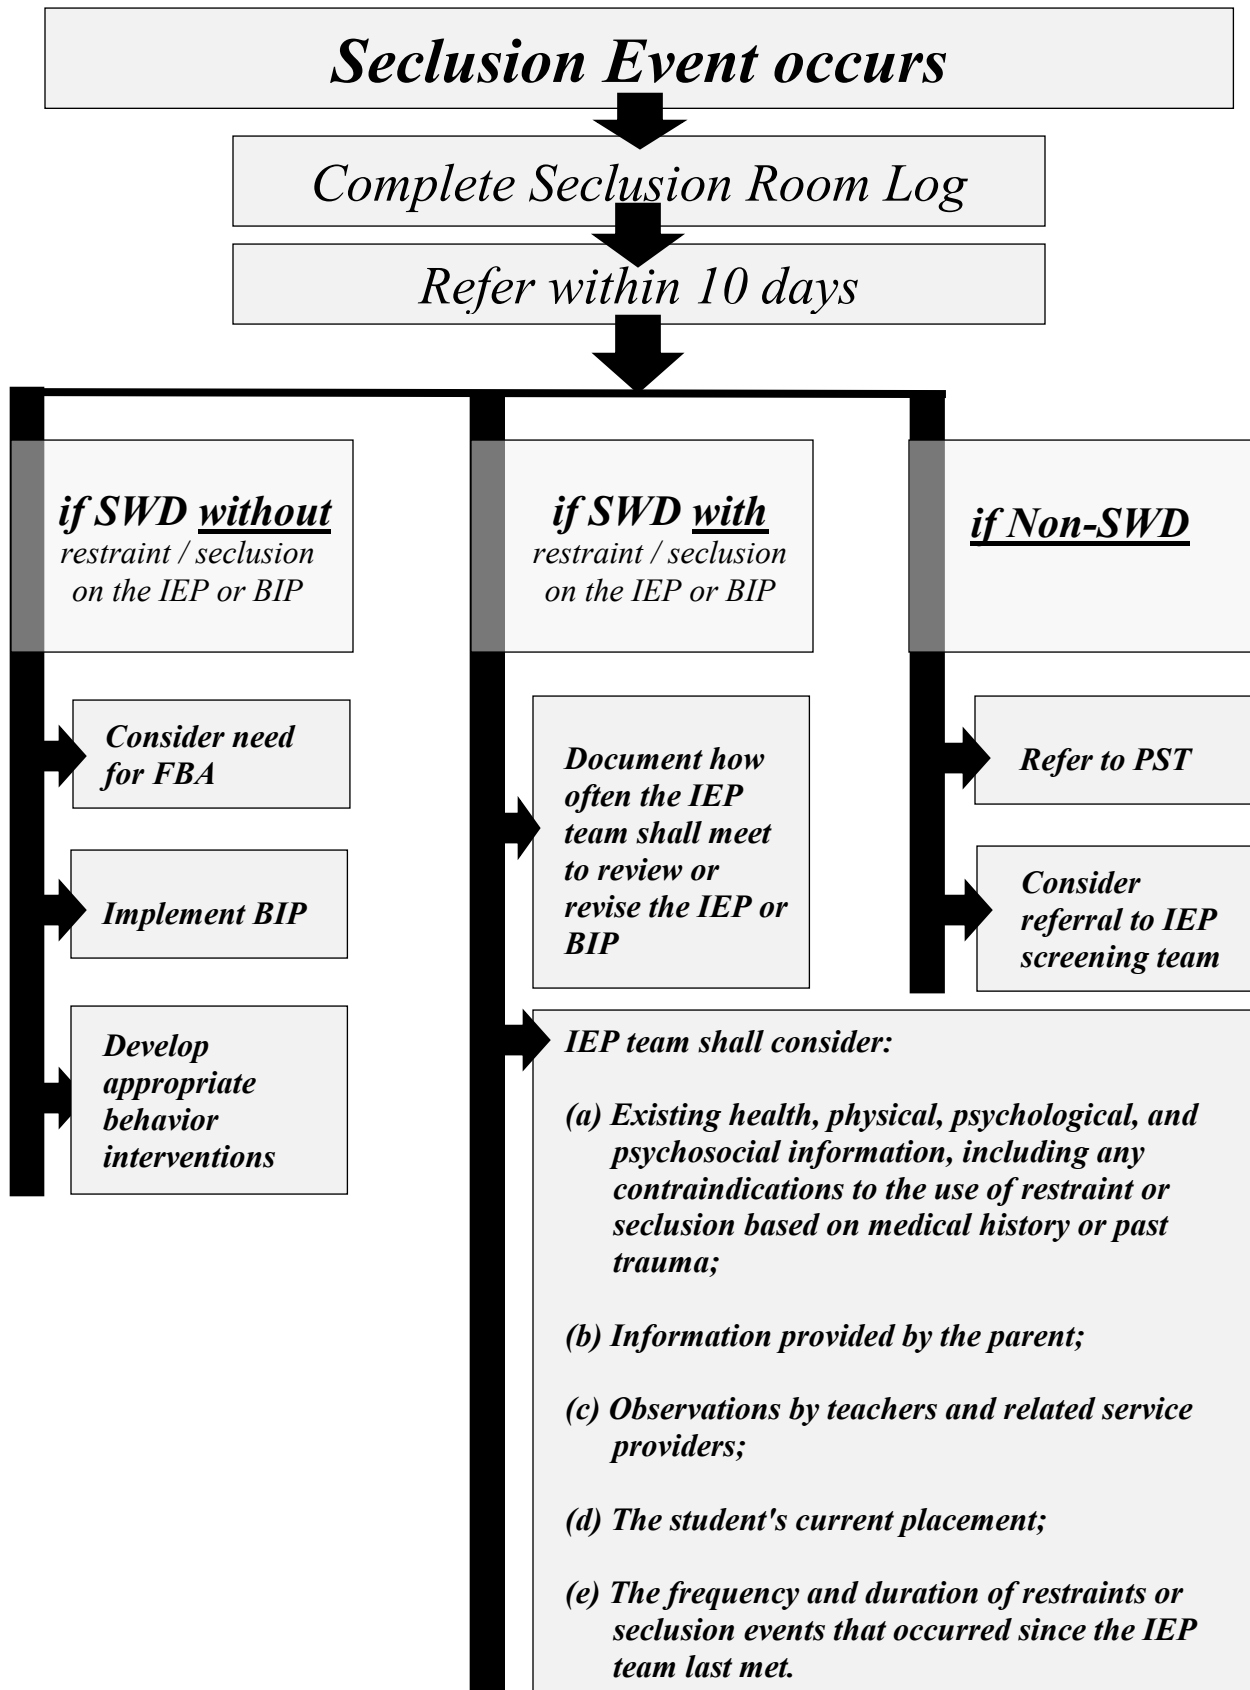 Seclusion Event occurs
Complete Seclusion Room Log
Refer within 10 days
if SWD without
restraint / seclusion
on the IEP or BIP
Consider need
for FBA
Implement BIP
Develop
appropriate
behavior
interventions
if SWD with
restraint / seclusion
on the IEP or BIP
Document how
often the IEP
team shall meet
to review or
revise the IEP or
BIP
IEP team shall consider:
(a) Existing health, physical, psychological, and
psychosocial information, including any
contraindications to the use of restraint or
seclusion based on medical history or past
trauma;
(b) Information provided by the parent;
(c) Observations by teachers and related service
providers;
(d) The student's current placement;
(e) The frequency and duration of restraints or
seclusion events that occurred since the IEP
team last met.
if Non-SWD
Refer to PST
Consider
referral to IEP
screening team